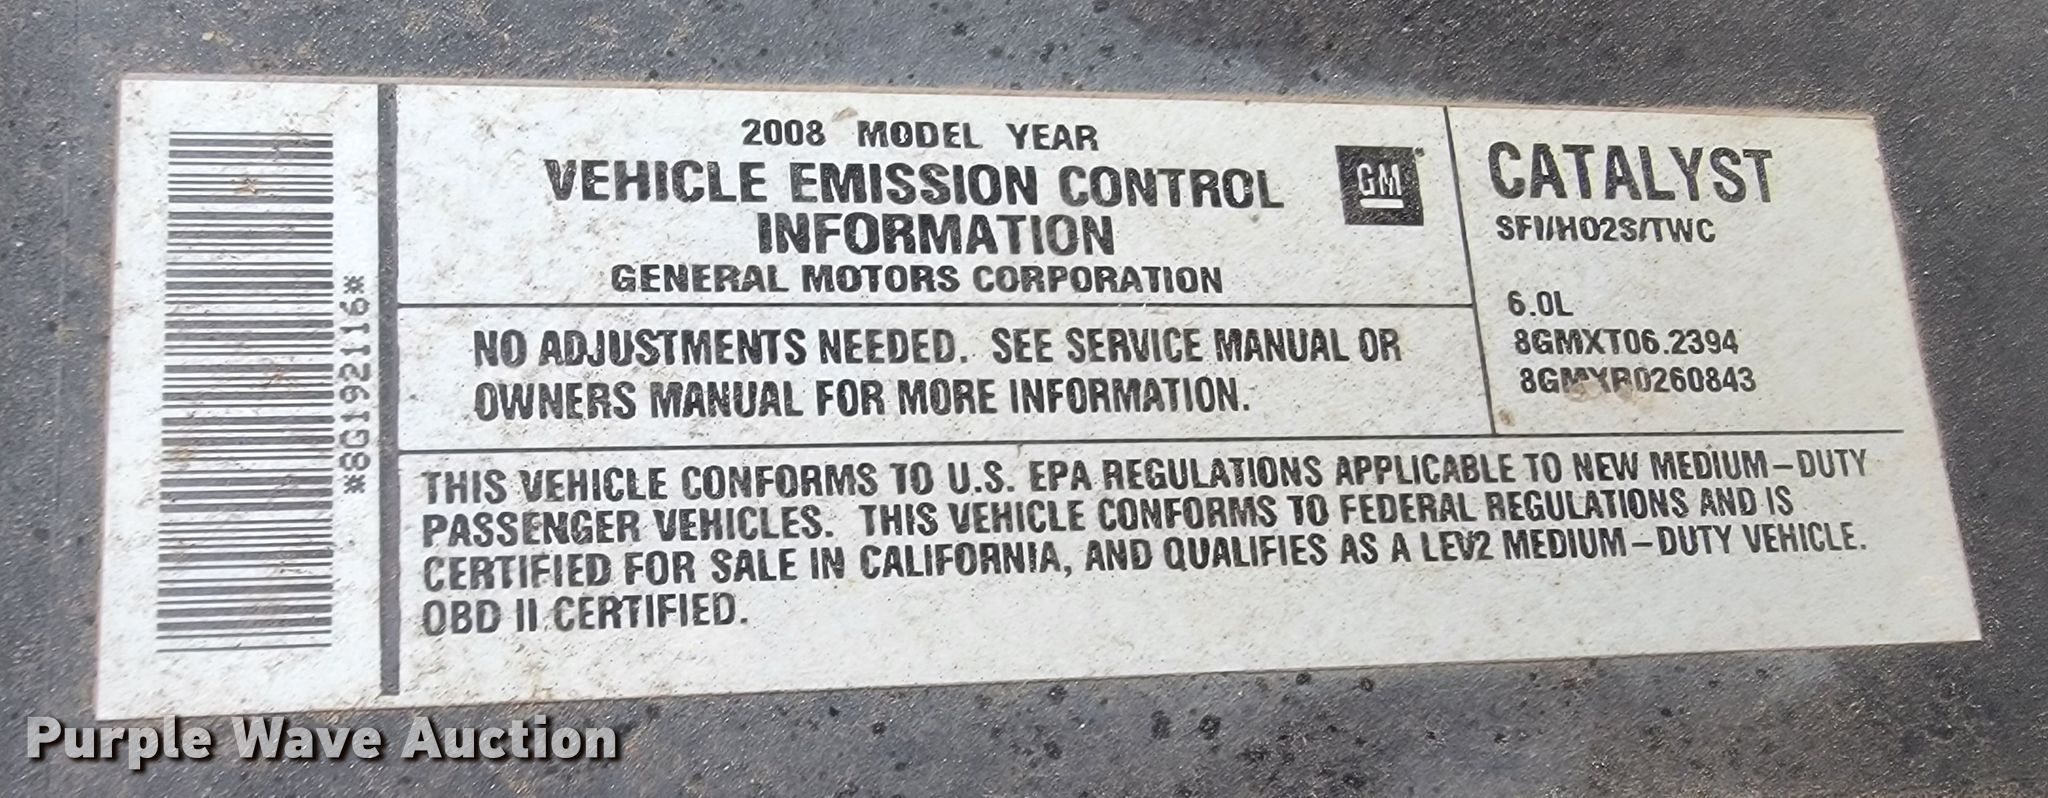 *8G1921116*
2008 MODEL YEAR
VEHICLE EMISSION CONTROL
INFORMATION
GENERAL MOTORS CORPORATION
GM
CATALYST
SFI/HO2S/TWC
6.0L
8GMXT06.2394
8GMXR0260843
NO ADJUSTMENTS NEEDED. SEE SERVICE MANUAL OR
OWNERS MANUAL FOR MORE INFORMATION.
THIS VEHICLE CONFORMS TO U.S. EPA REGULATIONS APPLICABLE TO NEW MEDIUM-DUTY
PASSENGER VEHICLES. THIS VEHICLE CONFORMS TO FEDERAL REGULATIONS AND IS
CERTIFIED FOR SALE IN CALIFORNIA, AND QUALIFIES AS A LEV2 MEDIUM-DUTY VEHICLE.
OBD II CERTIFIED.
Purple Wave Auction